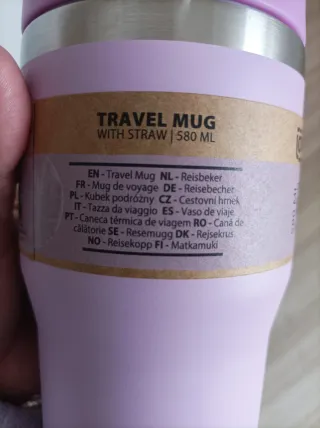 TRAVEL MUG
WITH STRAW | 580 ML
EN - Travel Mug NL - Reisbeker
FR - Mug de voyage DE - Reisebecher
PL - Kubek podróżny CZ - Cestovní hrnek
IT - Tazza da viaggio ES - Vaso de viaje
PT - Caneca térmica de viagem RO - Cană de
călătorie SE - Resemugg DK - Rejsekrus
NO - Reisekopp FI - Matkamuki